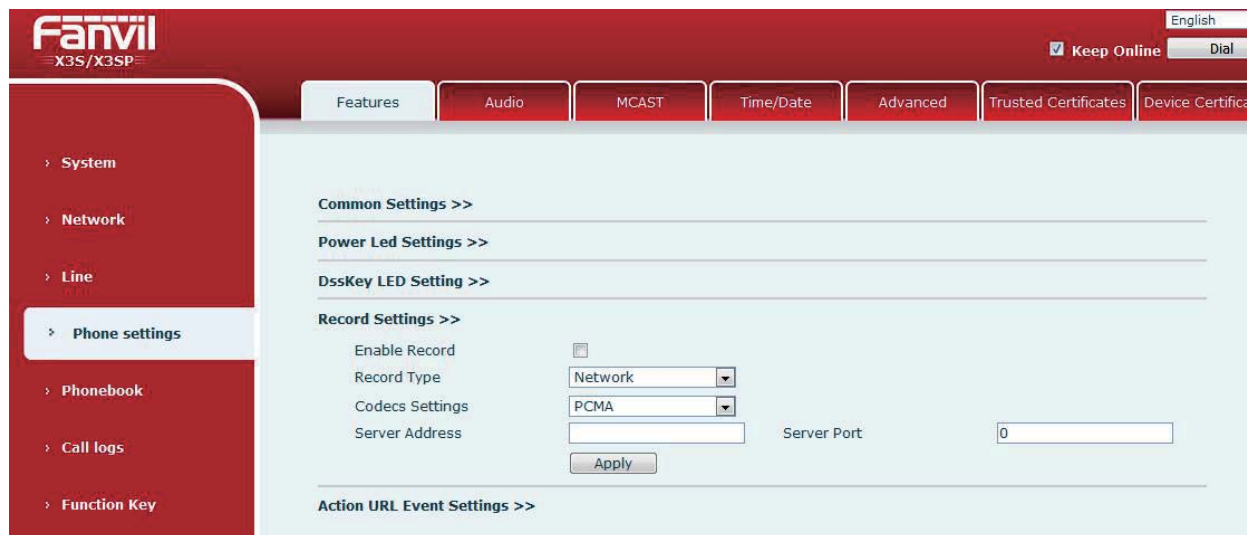 Fanvil
X3S/X3SP
English
Keep Online Dial
Features Audio MCAST Time/Date Advanced Trusted Certificates Device Certifica
› System
› Network
› Line
› Phone settings
› Phonebook
› Call logs
› Function Key
Common Settings >>
Power Led Settings >>
DssKey LED Setting >>
Record Settings >>
Enable Record
Record Type Network
Codecs Settings PCMA
Server Address Server Port 0
Apply
Action URL Event Settings >>